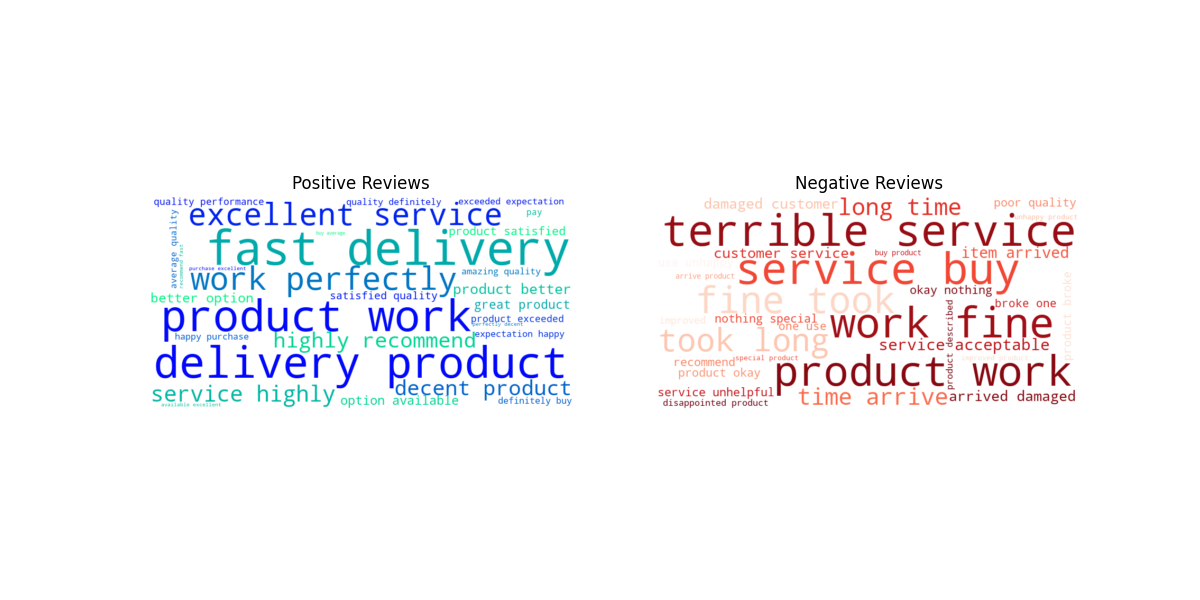 Positive Reviews
quality performance
quality definitely
exceeded expectation
excellent service
pay
average quality
fast delivery
buy average
product satisfied
recommend fast
purchase excellent
work perfectly
amazing quality
better option
satisfied quality
product better
great product
product work
product exceeded
perfectly decent
happy purchase
highly recommend
expectation happy
delivery product
service highly
decent product
option available
definitely buy
available excellent
Negative Reviews
damaged customer
long time
poor quality
unhappy product
terrible service
customer service
buy product
item arrived
service buy
arrive product
okay nothing
fine took
broke one
product broke
improved
nothing special
one use
work fine
took long
product described
service acceptable
recommend
special product
improved product
product okay
product work
service unhelpful
time arrive
arrived damaged
disappointed product